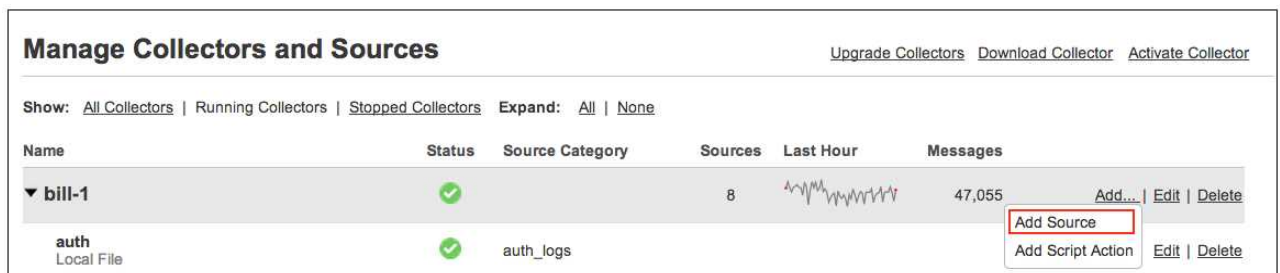 Manage Collectors and Sources
Upgrade Collectors Download Collector Activate Collector
Show: All Collectors | Running Collectors | Stopped Collectors Expand: All | None
Name Status Source Category Sources Last Hour Messages
bill-1 8 47,055 Add... | Edit | Delete
Add Source
auth auth_logs Add Script Action Edit | Delete
Local File